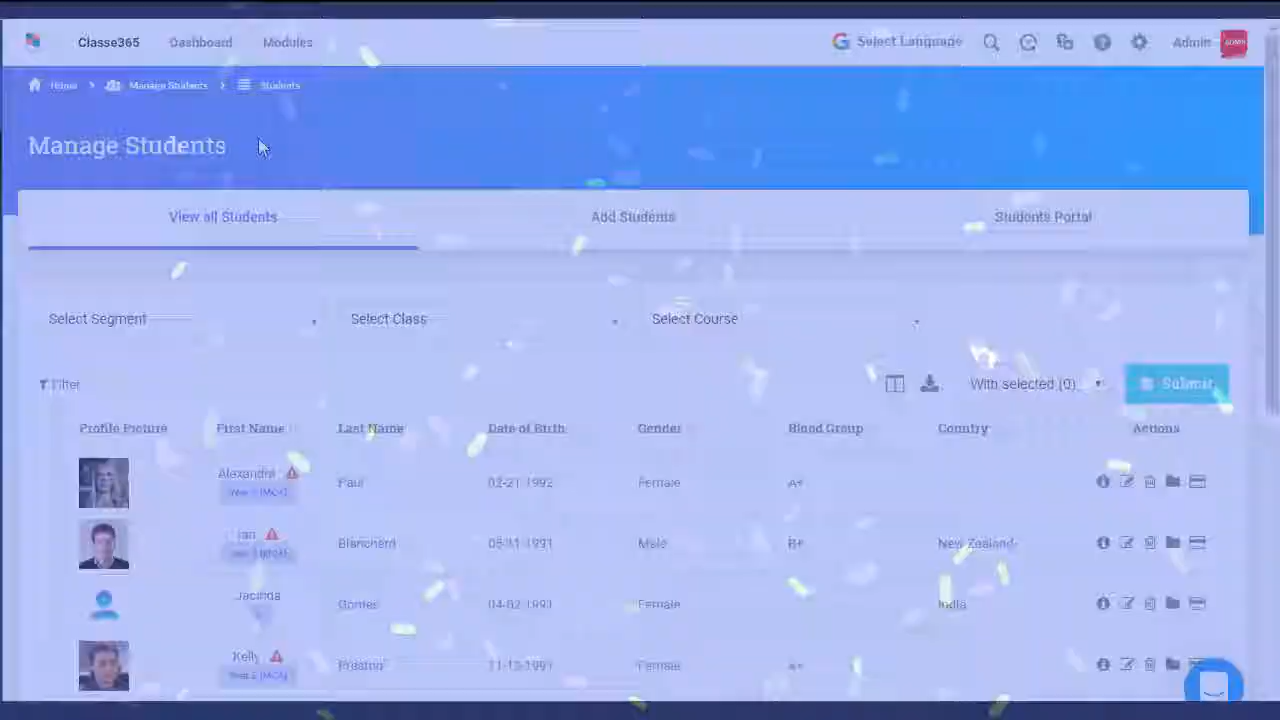 Classe365 Dashboard Modules Select Language Admin
Home Manage Students Students
Manage Students
View all Students Add Students Students Portal
Select Segment Select Class Select Course
Filter With selected (0) Submit
Profile Picture First Name Last Name Date of Birth Gender Blood Group Country Actions
Alexandra Paul 02-21-1992 Female A+
Ian Blanchard Male B+ New Zealand
Jacinda Gomes 04-02-1991 Female India
Kelly Preston 11-13-1991 Female A+